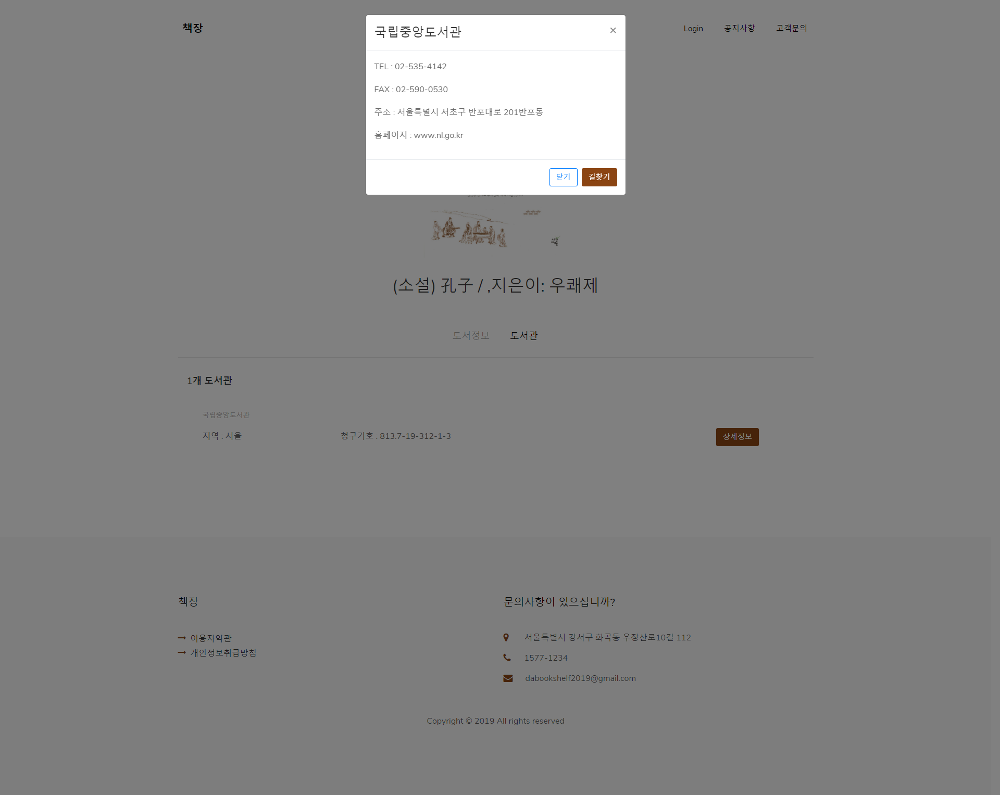 책장
Login
공지사항
고객문의
국립중앙도서관
×
TEL : 02-535-4142
FAX : 02-590-0530
주소 : 서울특별시 서초구 반포대로 201반포동
홈페이지 : www.nl.go.kr
닫기
길찾기
(소설) 孔子 / ,지은이: 우쾌제
도서정보
도서관
1개 도서관
국립중앙도서관
지역 : 서울
청구기호 : 813.7-19-312-1-3
상세정보
책장
이용자약관
개인정보취급방침
문의사항이 있으십니까?
서울특별시 강서구 화곡동 우장산로10길 112
1577-1234
dabookshelf2019@gmail.com
Copyright © 2019 All rights reserved